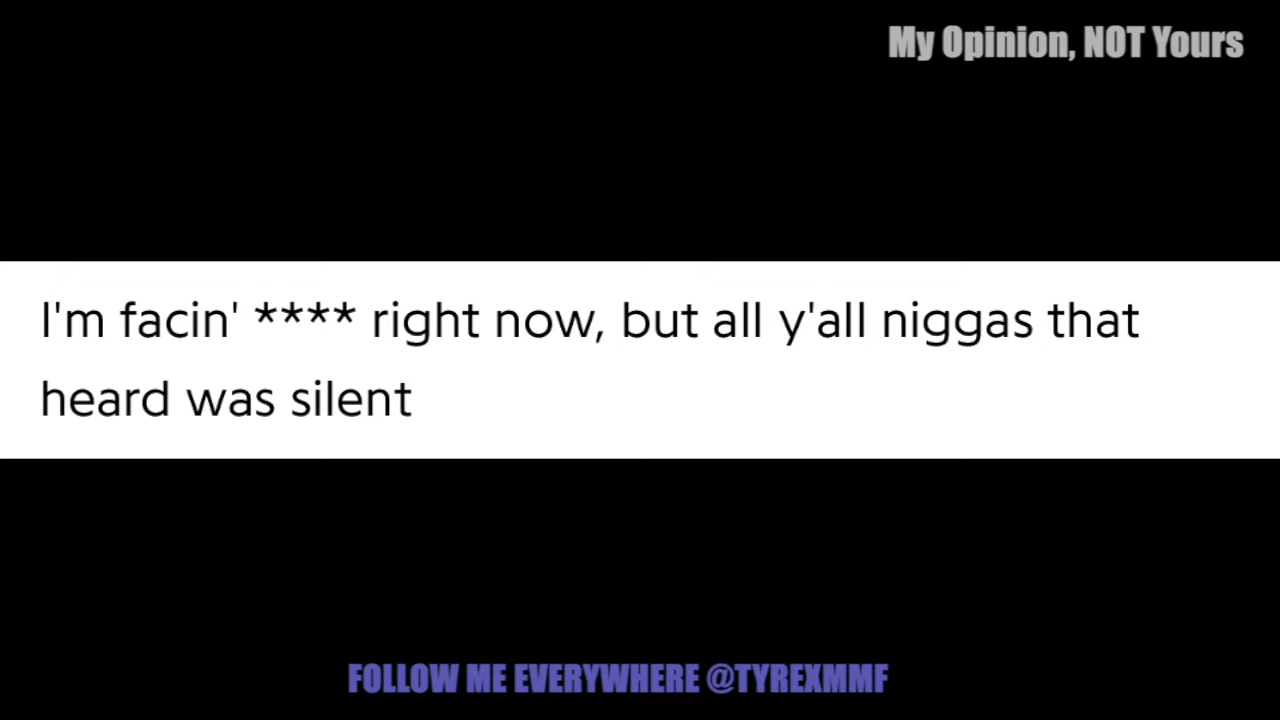 My Opinion, NOT Yours
I'm facin' **** right now, but all y'all niggas that
heard was silent
FOLLOW ME EVERYWHERE @TYREXMMF